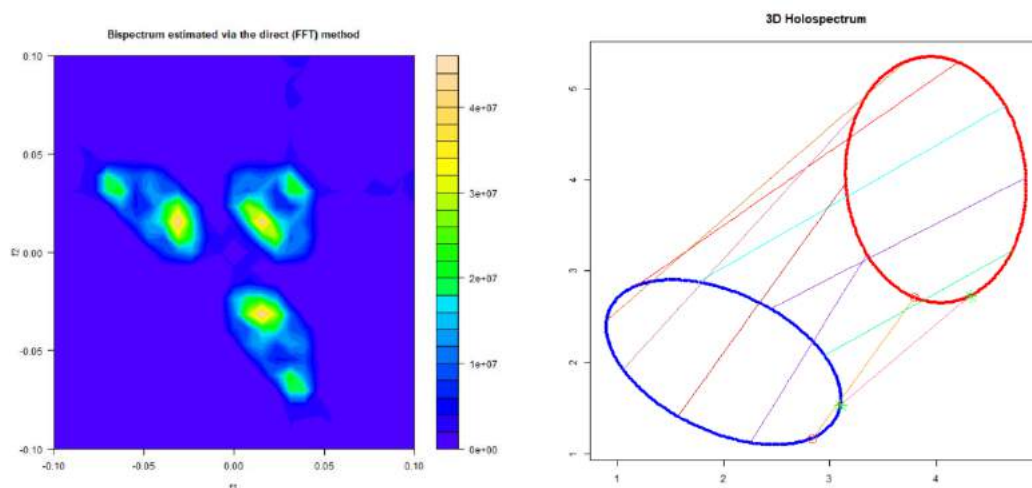 Bispectrum estimated via the direct (FFT) method
0.10
0.05
0.00
-0.05
-0.10
-0.10
-0.05
0.00
0.05
0.10
4e+07
3e+07
2e+07
1e+07
0e+00
3D Holospectrum
5
4
3
2
1
1
2
3
4